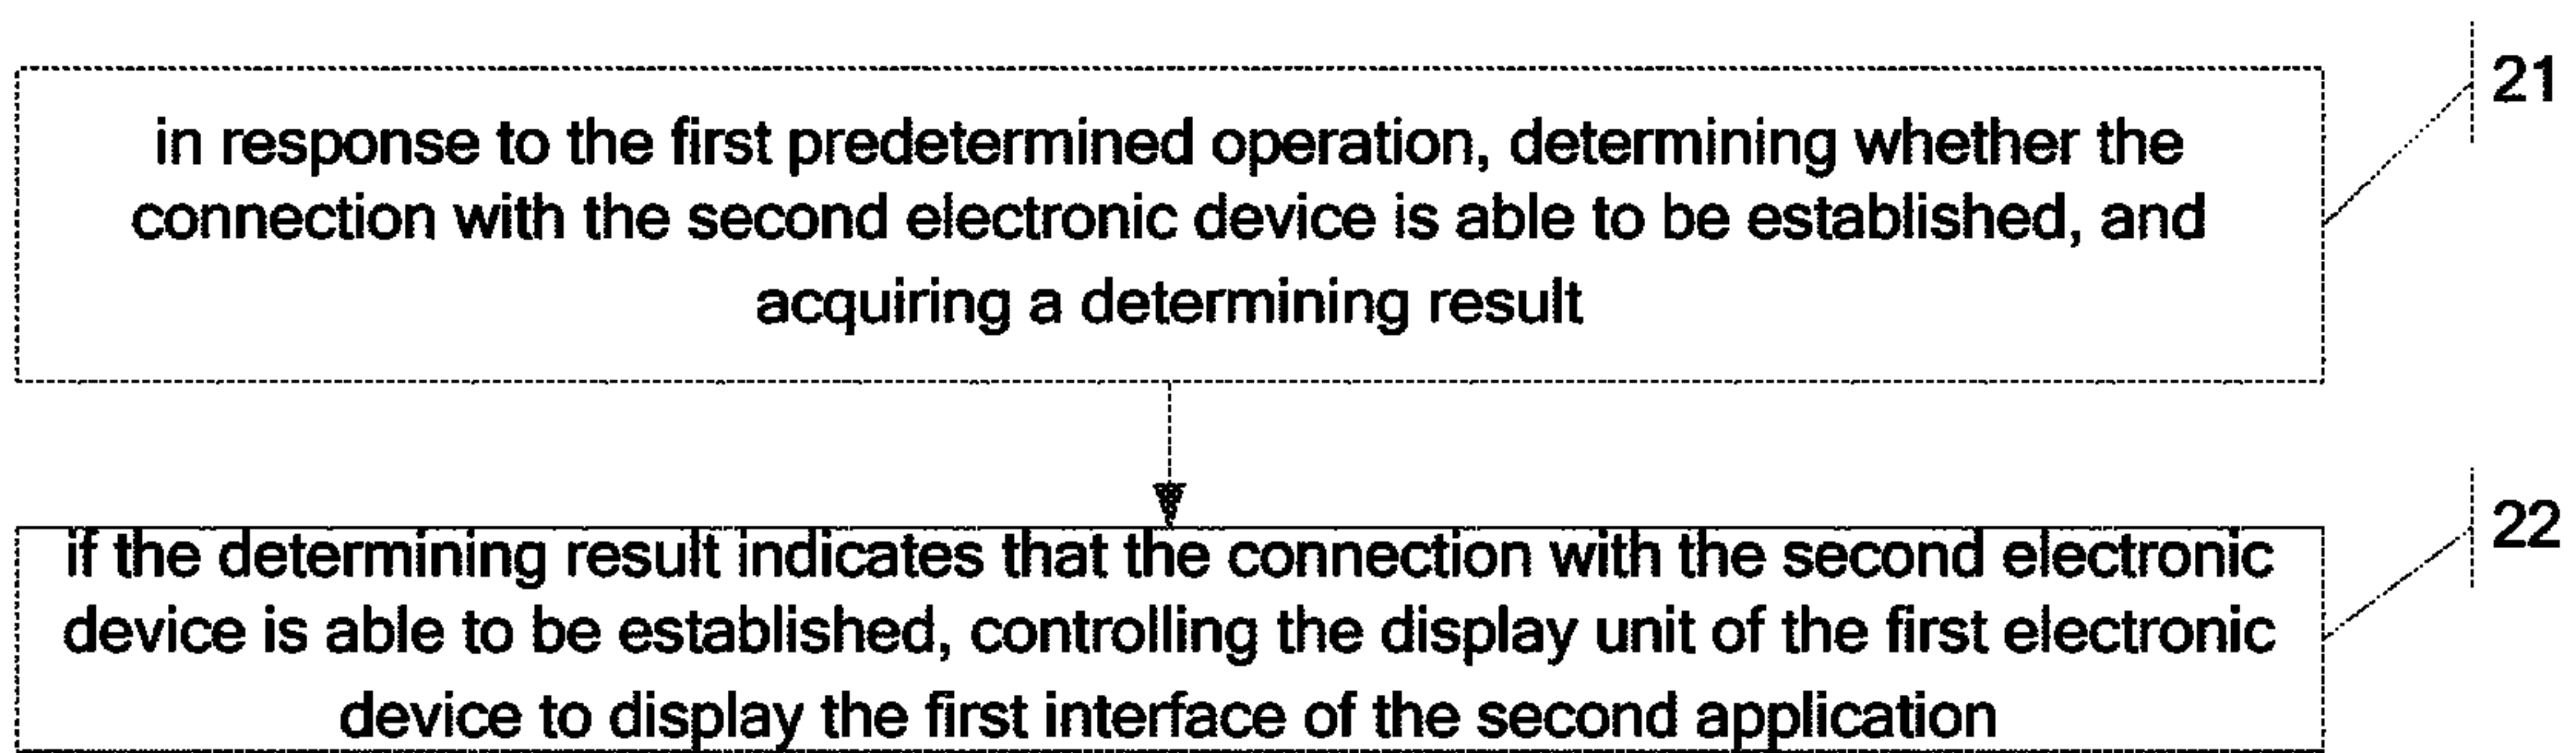 21
in response to the first predetermined operation, determining whether the
connection with the second electronic device is able to be established, and
acquiring a determining result
22
if the determining result indicates that the connection with the second electronic
device is able to be established, controlling the display unit of the first electronic
device to display the first interface of the second application